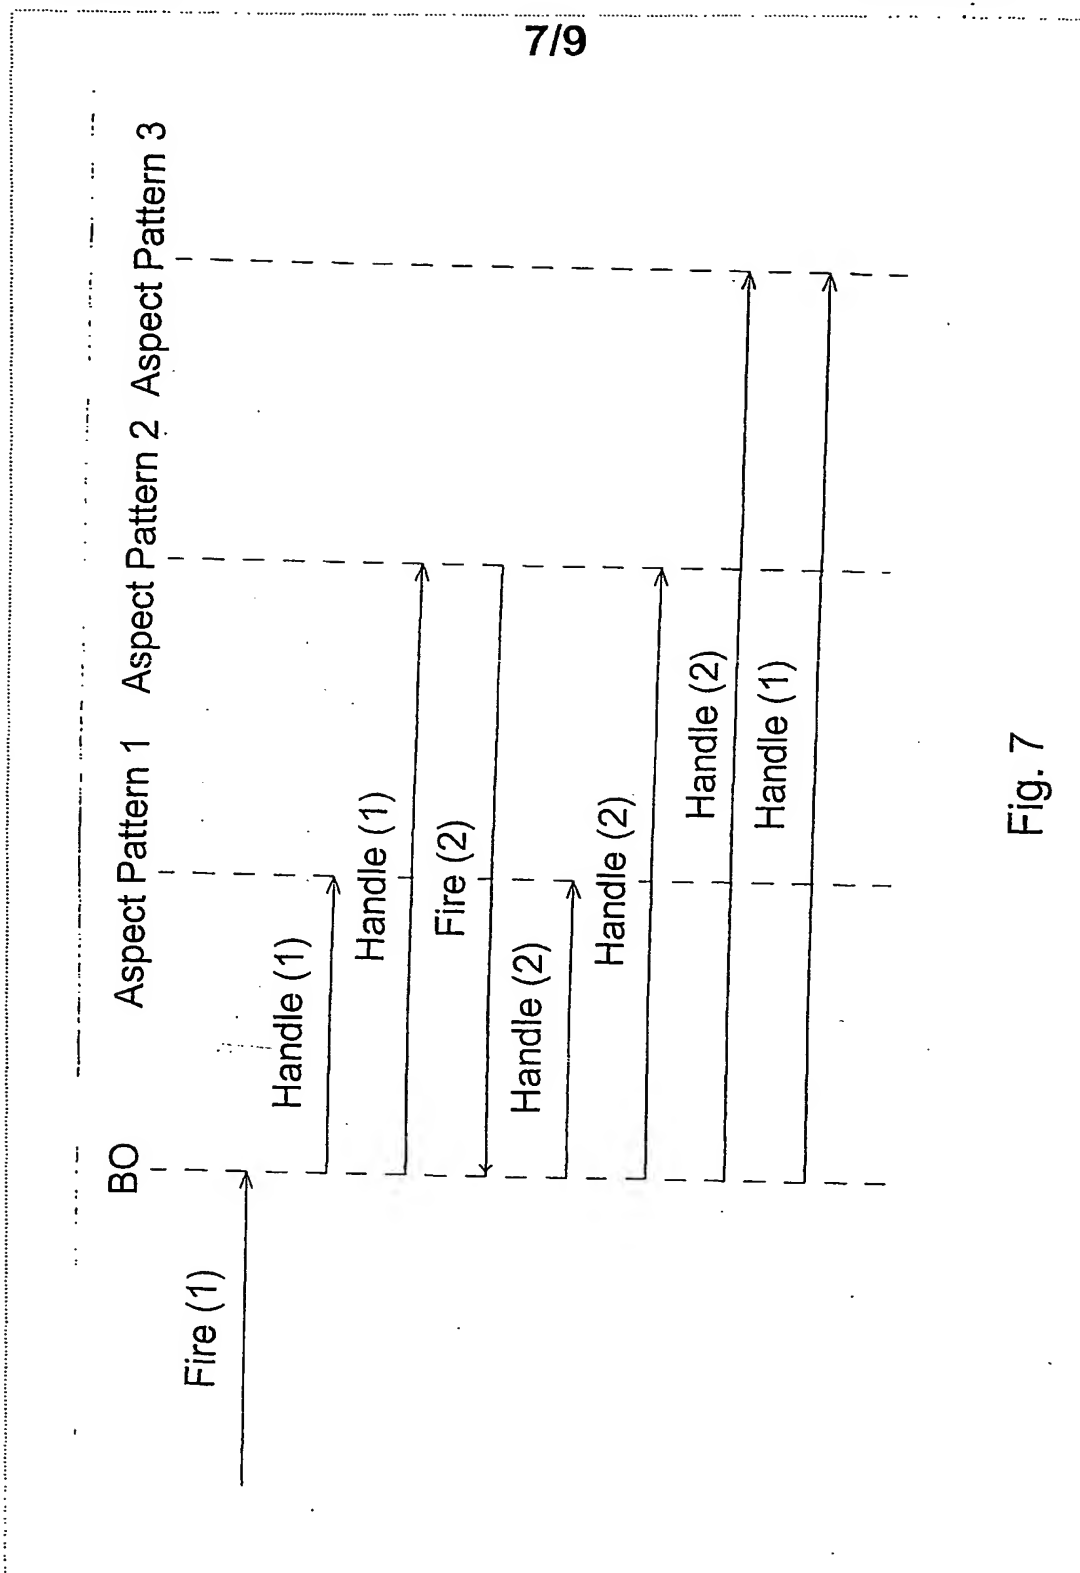 7/9
BO
Aspect Pattern 1
Aspect Pattern 2
Aspect Pattern 3
Fire (1)
Handle (1)
Handle (1)
Fire (2)
Handle (2)
Handle (2)
Handle (2)
Handle (1)
Fig. 7